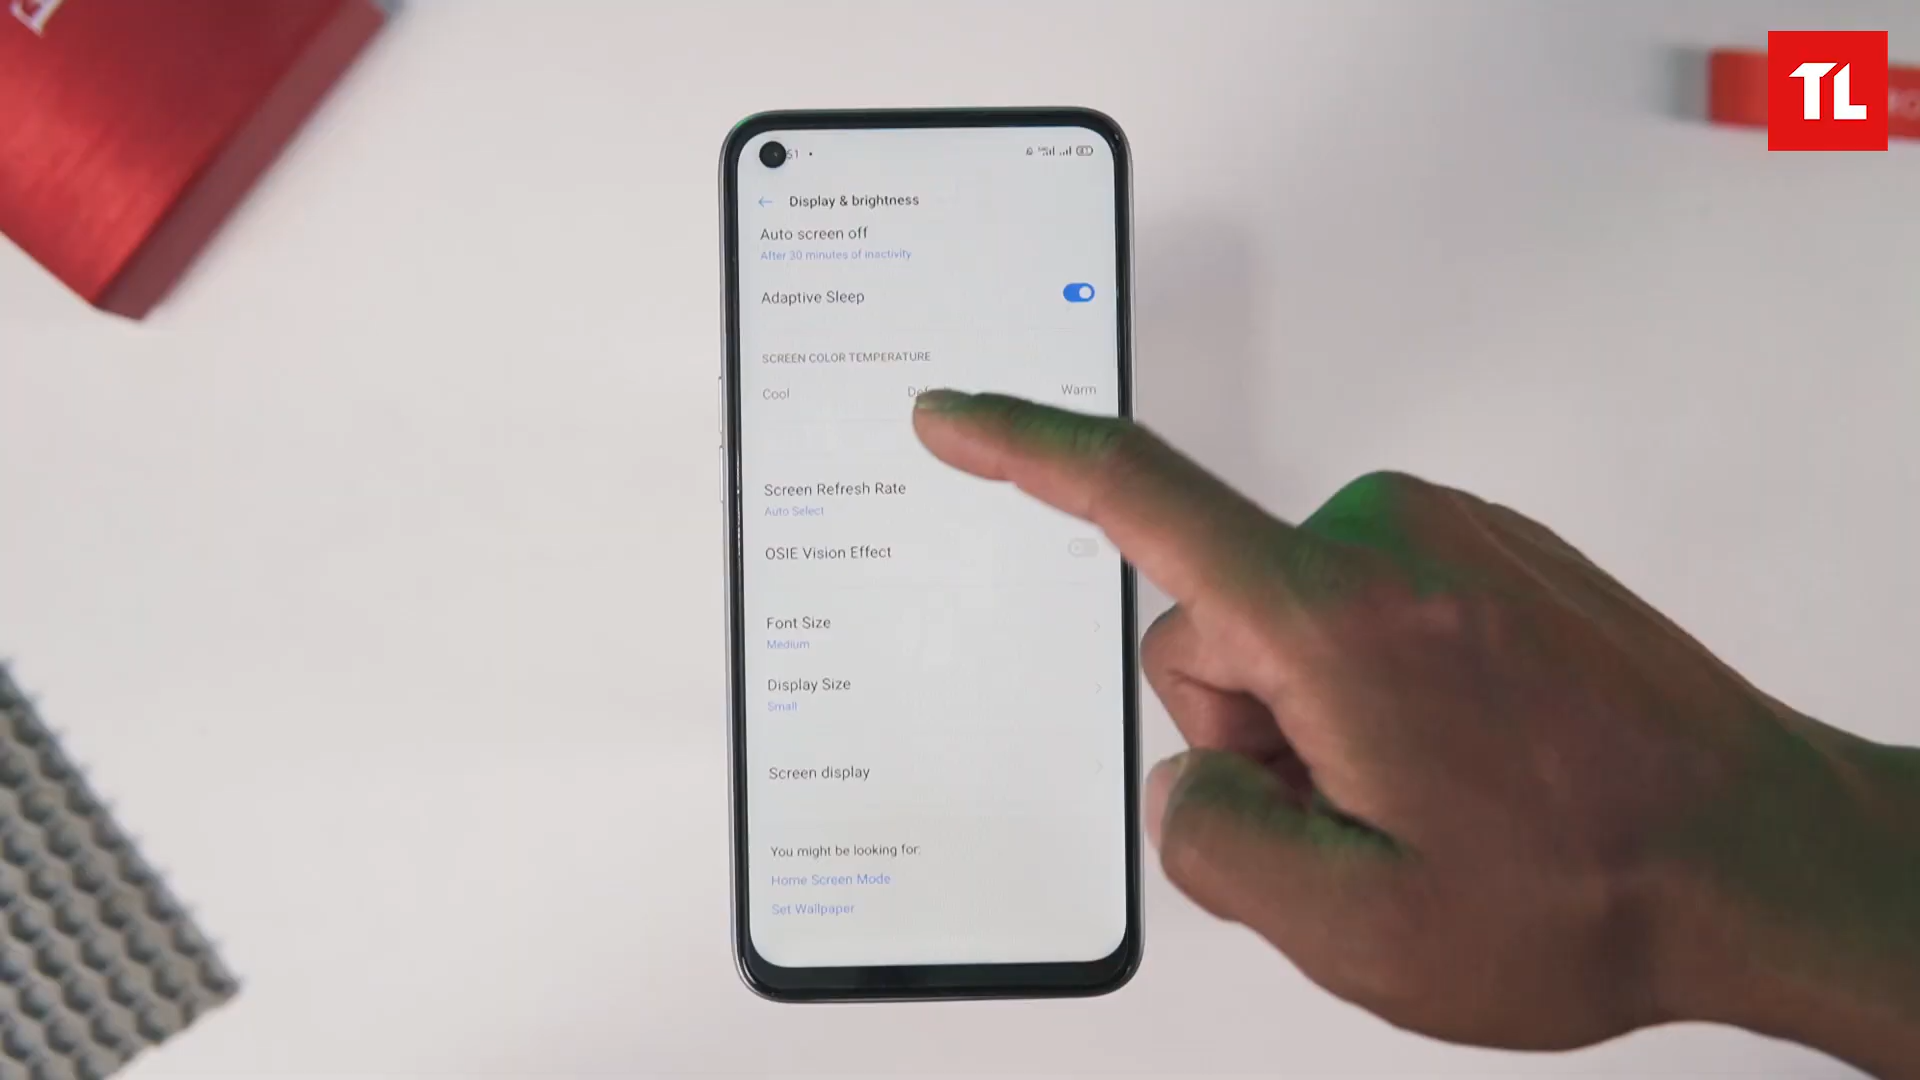 TL
51
Display & brightness
Auto screen off
After 30 minutes of inactivity
Adaptive Sleep
SCREEN COLOR TEMPERATURE
Cool
Warm
Screen Refresh Rate
Auto Select
OSIE Vision Effect
Font Size
Medium
Display Size
Small
Screen display
You might be looking for:
Home Screen Mode
Set Wallpaper